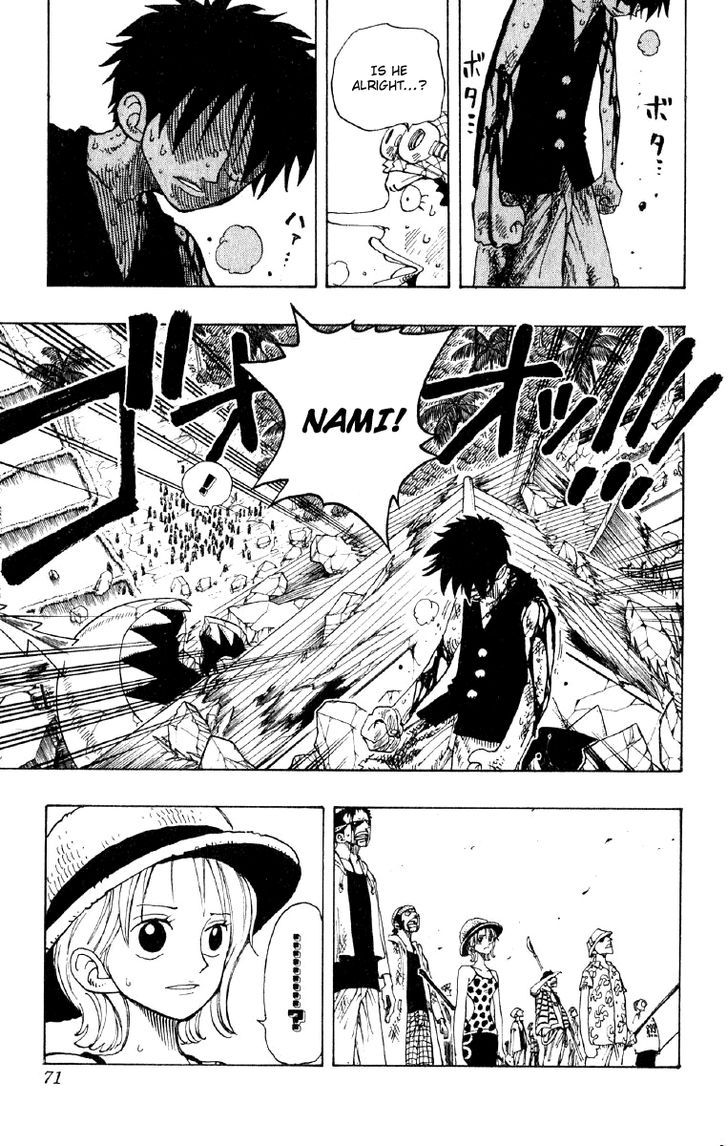 ボタ…
ボタ…
IS HE
ALRIGHT...?
ハァ…
NAMI!
ゴオオッ!!!!
!
.........?
71